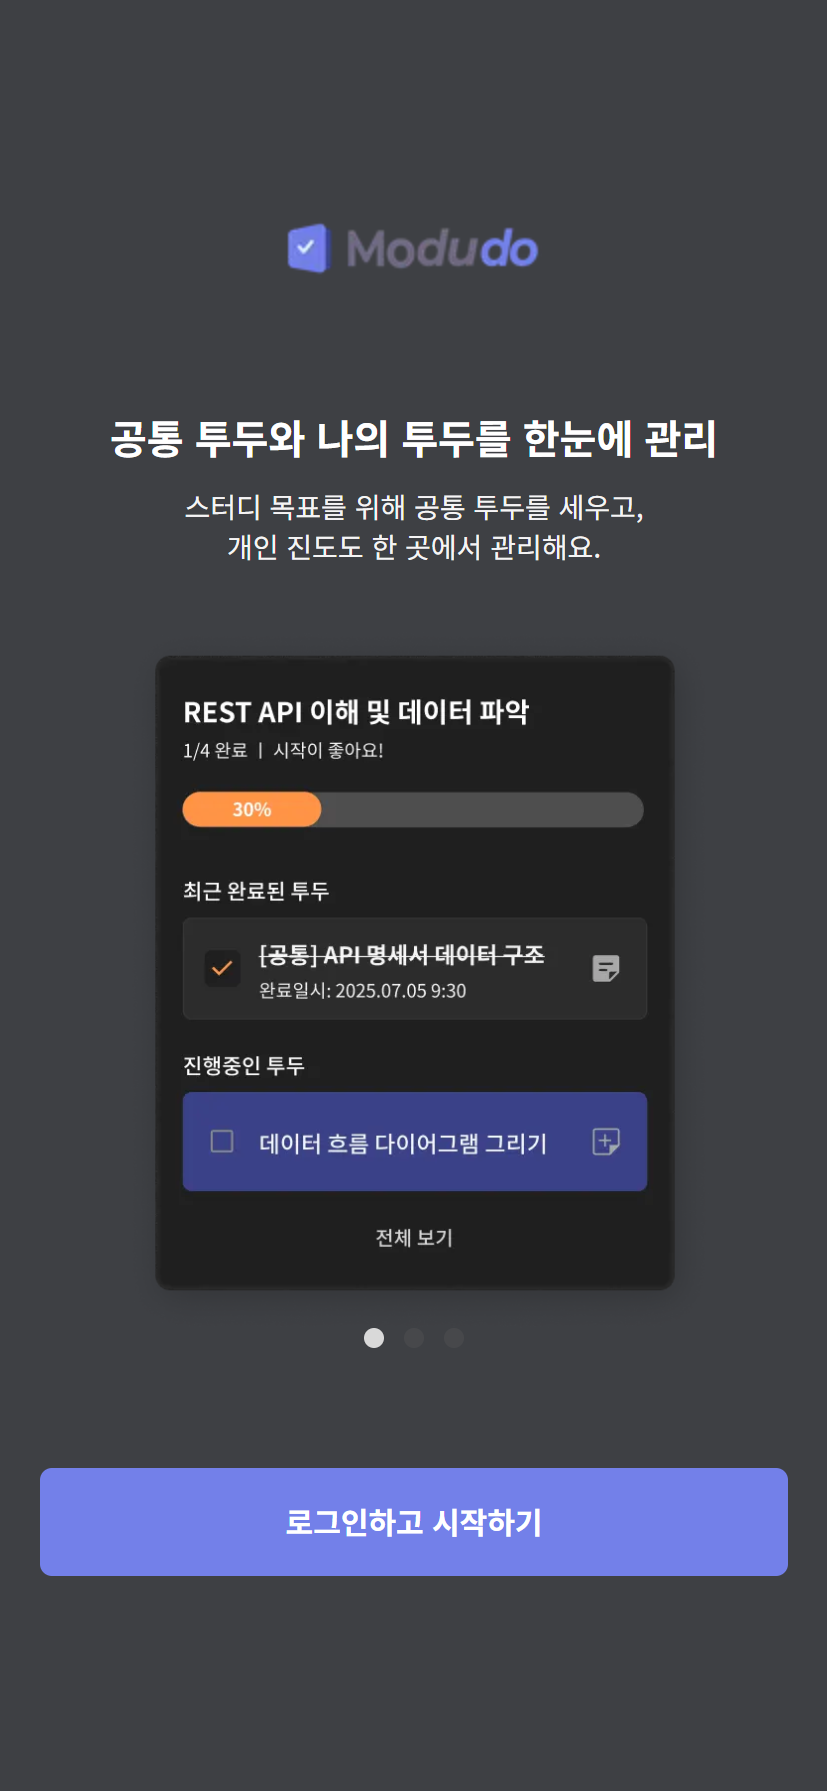 Modudo
공통 투두와 나의 투두를 한눈에 관리
스터디 목표를 위해 공통 투두를 세우고,
개인 진도도 한 곳에서 관리해요.
REST API 이해 및 데이터 파악
1/4 완료 | 시작이 좋아요!
30%
최근 완료된 투두
[공통] API 명세서 데이터 구조
완료일시: 2025.07.05 9:30
진행중인 투두
데이터 흐름 다이어그램 그리기
전체 보기
로그인하고 시작하기